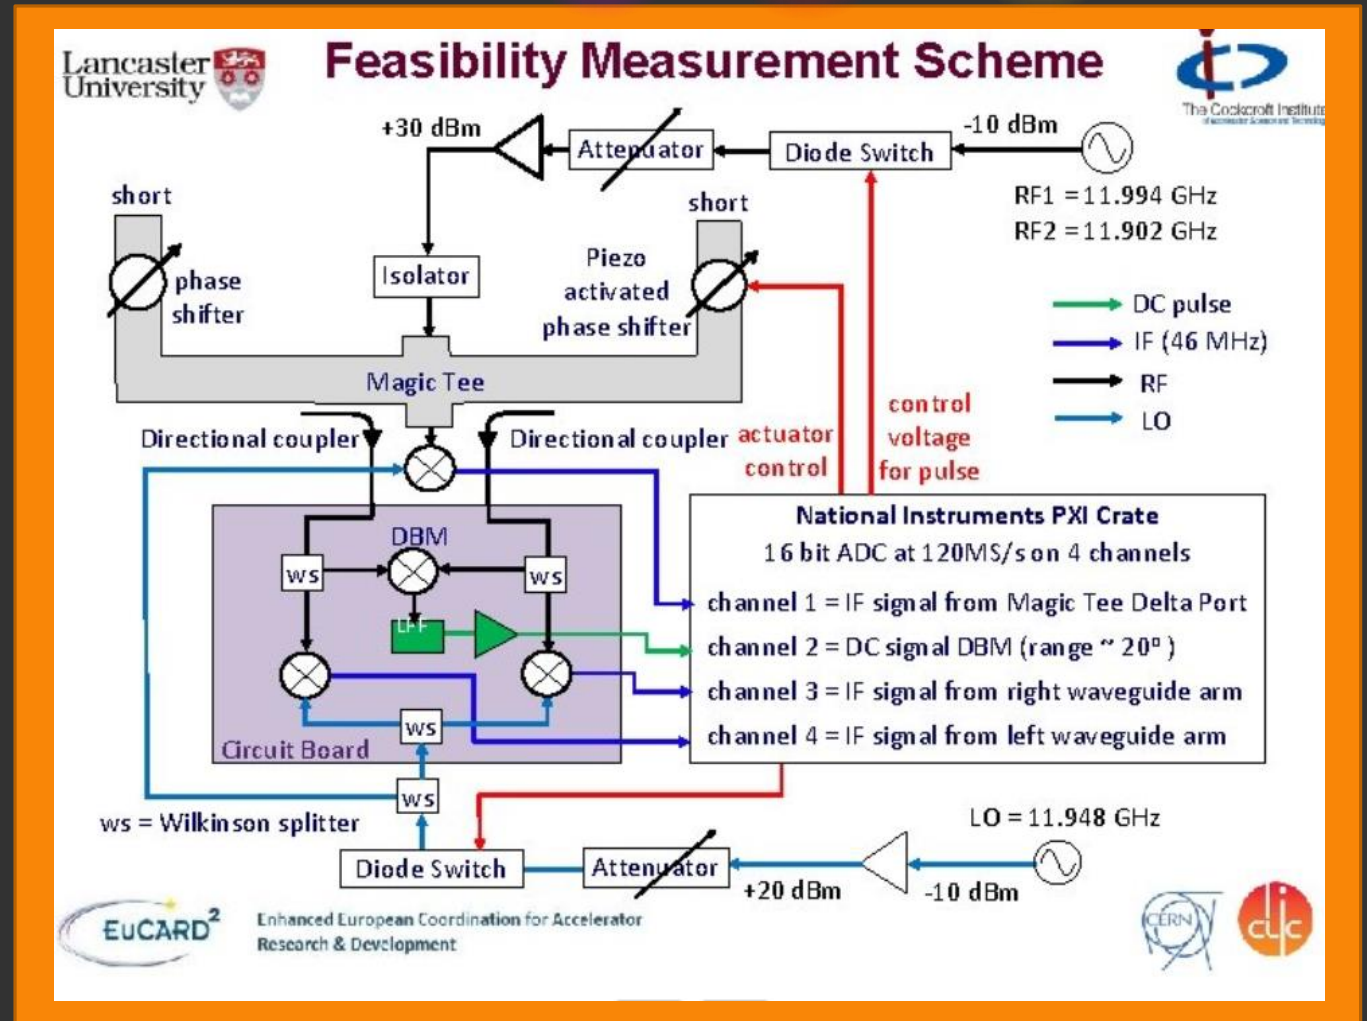 Lancaster
University
Feasibility Measurement Scheme
The Cockcroft Institute
+30 dBm
Attenuator
Diode Switch
-10 dBm
RF1 = 11.994 GHz
RF2 = 11.902 GHz
short
phase
shifter
Isolator
short
Piezo
activated
phase shifter
DC pulse
IF (46 MHz)
RF
LO
Magic Tee
Directional coupler
Directional coupler
actuator
control
control
voltage
for pulse
DBM
ws
ws
LPF
ws
Circuit Board
ws
ws = Wilkinson splitter
National Instruments PXI Crate
16 bit ADC at 120MS/s on 4 channels
channel 1 = IF signal from Magic Tee Delta Port
channel 2 = DC signal DBM (range ~ 20º )
channel 3 = IF signal from right waveguide arm
channel 4 = IF signal from left waveguide arm
LO = 11.948 GHz
Diode Switch
Attenuator
+20 dBm
-10 dBm
EuCARD²
Enhanced European Coordination for Accelerator
Research & Development
CERN
clic